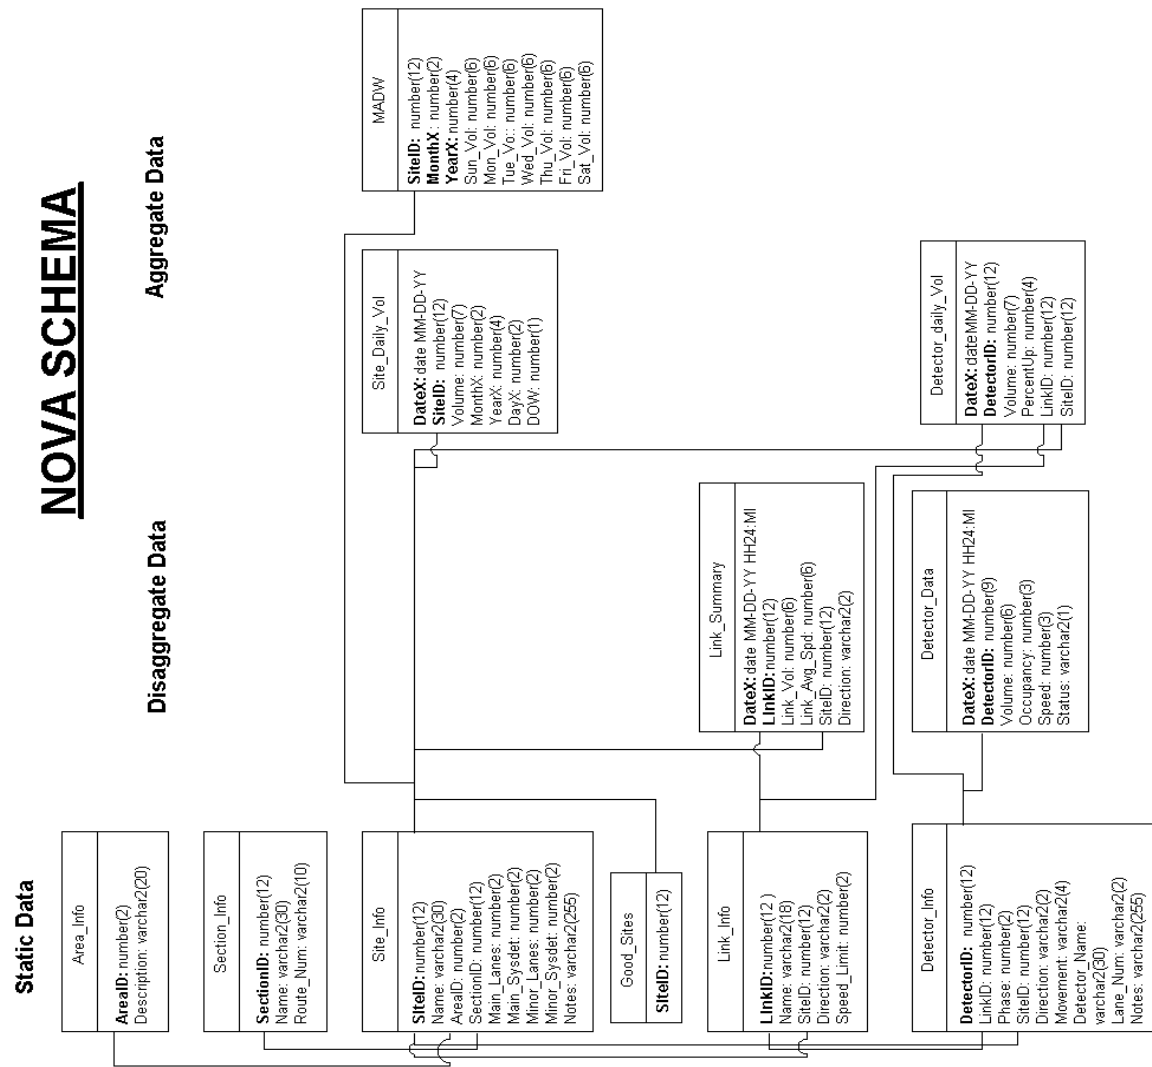 NOVA SCHEMA
Static Data
Disaggregate Data
Aggregate Data
Area_Info
AreaID: number(2)
Description: varchar2(20)
Section_Info
SectionID: number(12)
Name: varchar2(30)
Route_Num: varchar2(10)
Site_Info
SiteID: number(12)
Name: varchar2(30)
AreaID: number(2)
SectionID: number(12)
Main_Lanes: number(2)
Main_Sysdet: number(2)
Minor_Lanes: number(2)
Minor_Sysdet: number(2)
Notes: varchar2(255)
Good_Sites
SiteID: number(12)
Link_Info
LInkID: number(12 )
Name: varchar2(18)
SiteID: number(12)
Direction: varchar2(2)
Speed_Limit: number(2)
Detector_Info
DetectorID: number(12)
LinkID: number(12)
Phase: number(2)
SiteID: number(12)
Direction: varchar2(2)
Movement: varchar2(4)
Detector_Name:
varchar2(30)
Lane_Num: varchar2(2)
Notes: varchar2(255)
Link_Summary
DateX: date MM-DD-YY HH24:MI
LInkID: number(12)
Link_Vol: number(6)
Link_Avg_Spd: number(6)
SiteID: number(12)
Direction: varchar2(2)
Detector_Data
DateX: date MM-DD-YY HH24:MI
DetectorID: number(9)
Volume: number(6)
Occupancy: number(3)
Speed: number(3)
Status: varchar2(1)
MADW
SiteID: number(12)
MonthX: number(2)
YearX: number(4)
Sun_Vol: number(6)
Mon_Vol: number(6)
Tue_Vo:: number(6)
Wed_Vol: number(6)
Thu_Vol: number(6)
Fri_Vol: number(6)
Sat_Vol: number(6)
Site_Daily_Vol
DateX: date MM-DD-YY
SiteID: number(12)
Volume: number(7)
MonthX: number(2)
YearX: number(4)
DayX: number(2)
DOW: number(1)
Detector_daily_Vol
DateX: date MM-DD-YY
DetectorID: number(12)
Volume: number(7)
PercentUp: number(4)
LinkID: number(12)
SiteID: number(12)